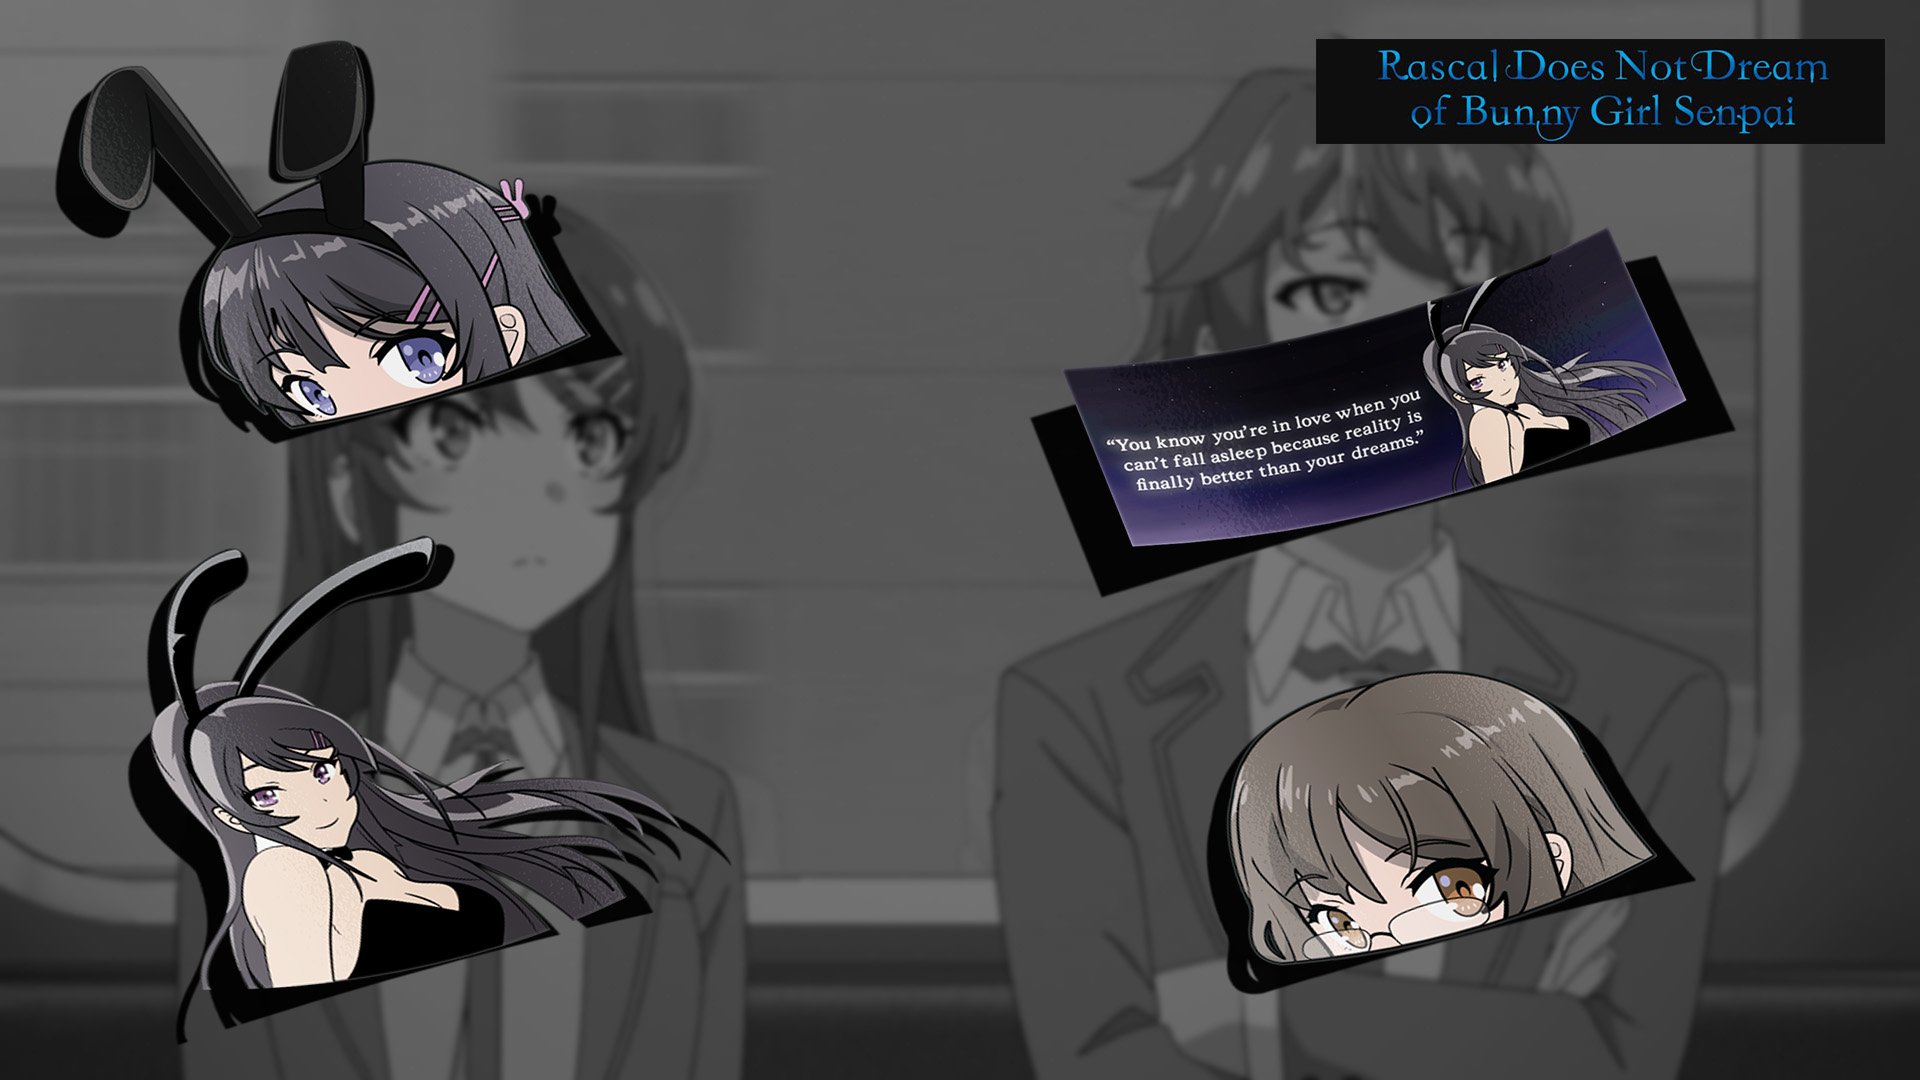 Rascal Does Not Dream
of Bunny Girl Senpai
“You know you’re in love when you
can’t fall asleep because reality is
finally better than your dreams.”